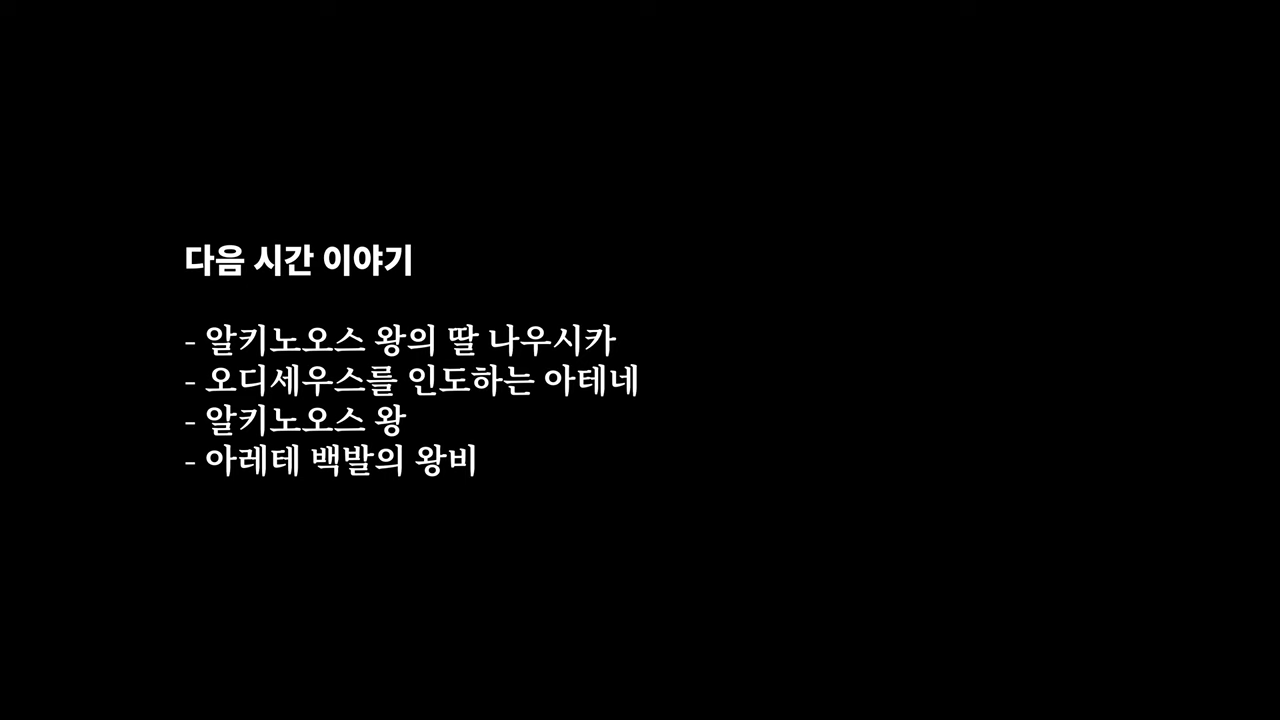 다음 시간 이야기
- 알키노오스 왕의 딸 나우시카
- 오디세우스를 인도하는 아테네
- 알키노오스 왕
- 아레테 백발의 왕비